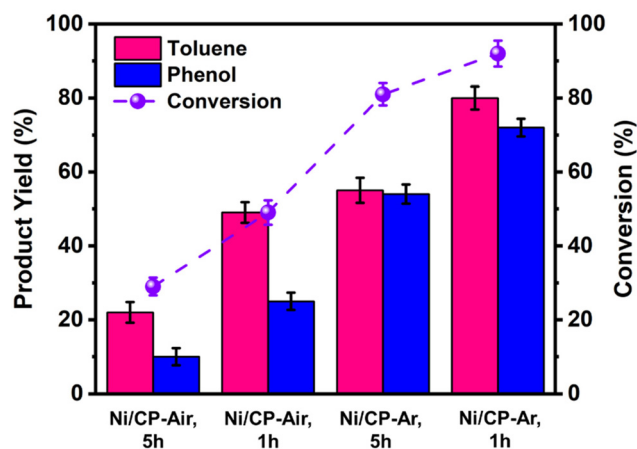 100
80
60
40
20
0
Product Yield (%)
Toluene
Phenol
Conversion
100
80
60
40
20
0
Conversion (%)
Ni/CP-Air,
5h
Ni/CP-Air,
1h
Ni/CP-Ar,
5h
Ni/CP-Ar,
1h